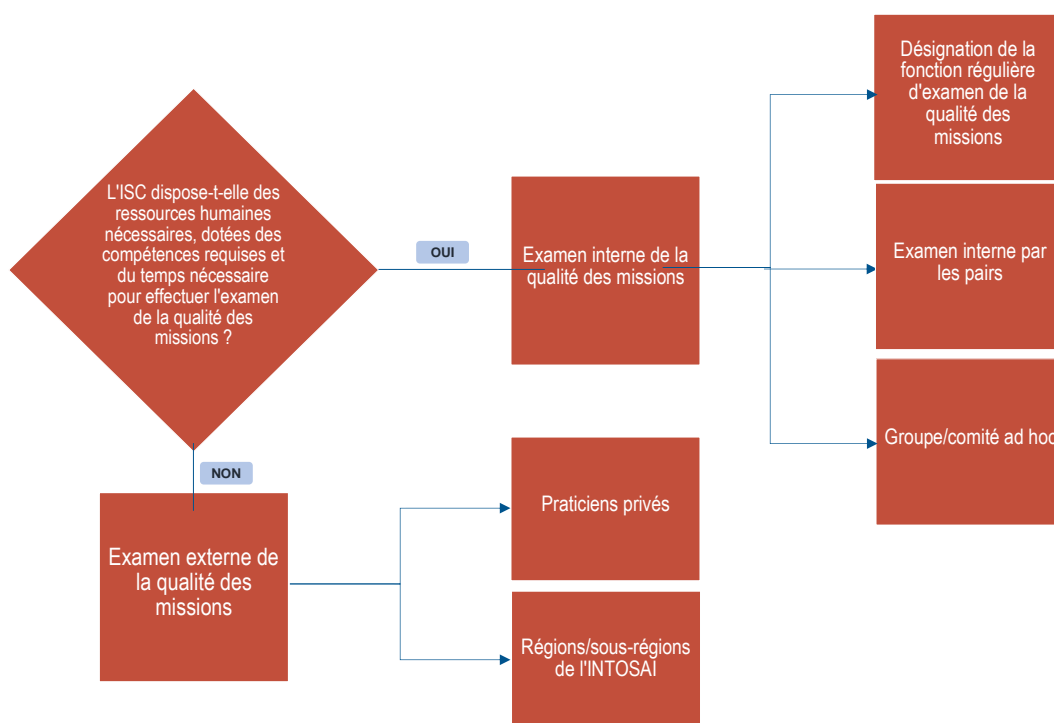 L'ISC dispose-t-elle des
ressources humaines
nécessaires, dotées des
compétences requises et
du temps nécessaire
pour effectuer l'examen
de la qualité des
missions ?
OUI
Examen interne de la
qualité des missions
Désignation de la
fonction régulière
d'examen de la
qualité des
missions
Examen interne par
les pairs
Groupe/comité ad hoc
NON
Examen externe de
la qualité des
missions
Praticiens privés
Régions/sous-régions
de l'INTOSAI